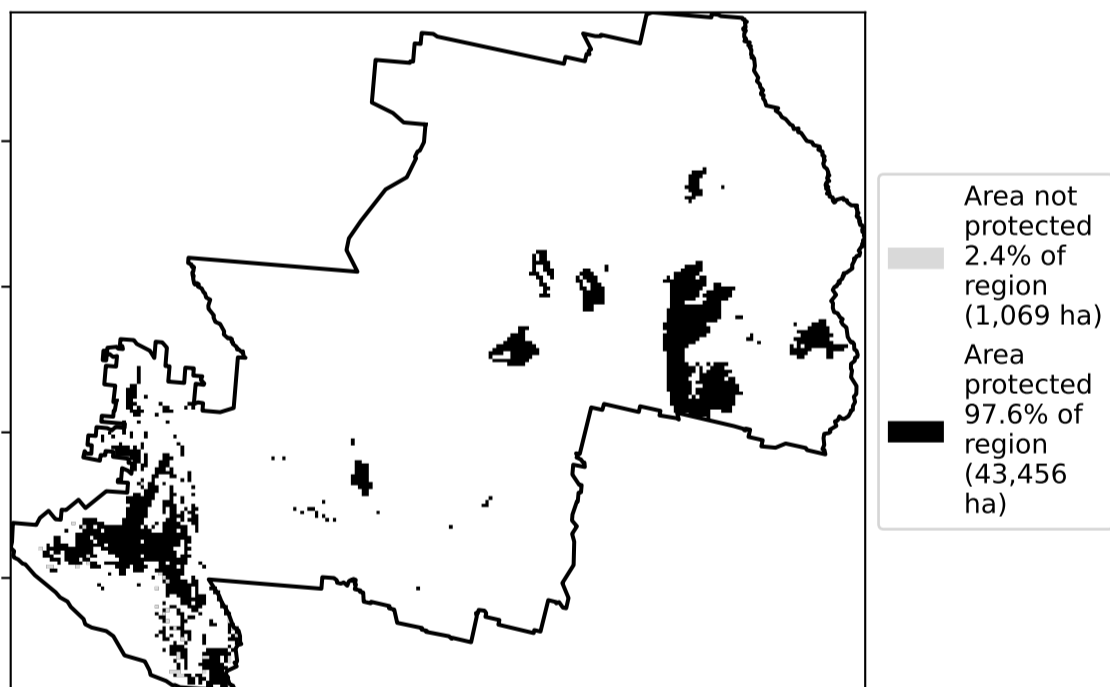 Area not
protected
2.4% of
region
(1,069 ha)
Area
protected
97.6% of
region
(43,456
ha)